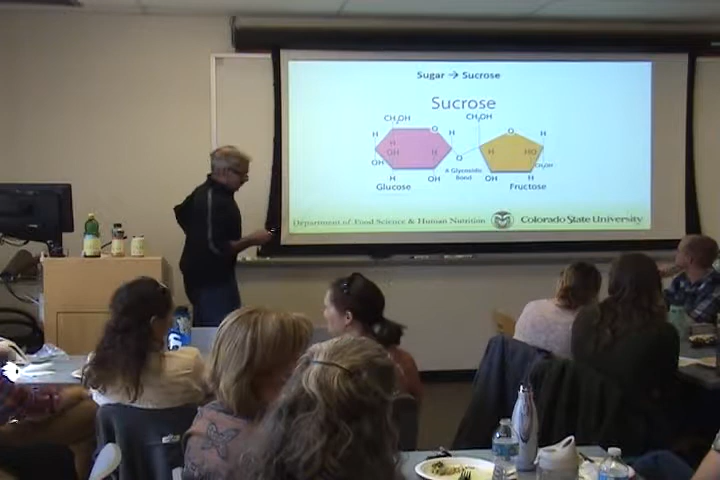 Sugar → Sucrose
Sucrose
CH₂OH
CH₂OH
H
O
H
O
H
H
OH
H
H
HO
OH
O
CH₂OH
A Glycosidic
Bond
H
OH
OH
H
Glucose
Fructose
Department of Food Science & Human Nutrition
Colorado State University